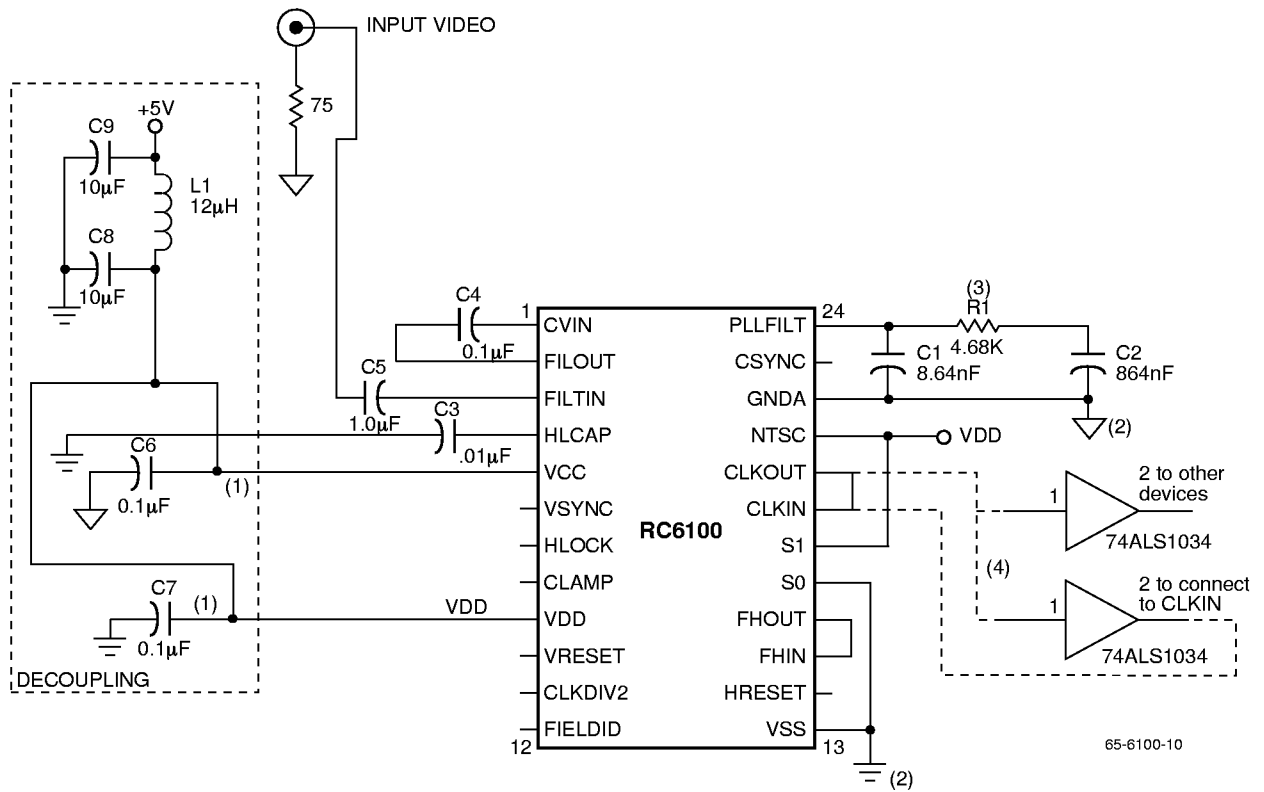 INPUT VIDEO
75
+5V
C9
10µF
L1
12µH
C8
10µF
C4
0.1µF
C5
1.0µF
C3
.01µF
C6
0.1µF
(1)
C7
(1)
0.1µF
VDD
DECOUPLING
1
24
CVIN
FILOUT
FILTIN
HLCAP
VCC
VSYNC
HLOCK
CLAMP
VDD
VRESET
CLKDIV2
FIELDID
12
RC6100
PLLFILT
CSYNC
GNDA
NTSC
CLKOUT
CLKIN
S1
S0
FHOUT
FHIN
HRESET
VSS
13
(3)
R1
4.68K
C1
8.64nF
C2
864nF
(2)
VDD
1
2 to other
devices
74ALS1034
(4)
1
2 to connect
to CLKIN
74ALS1034
(2)
65-6100-10